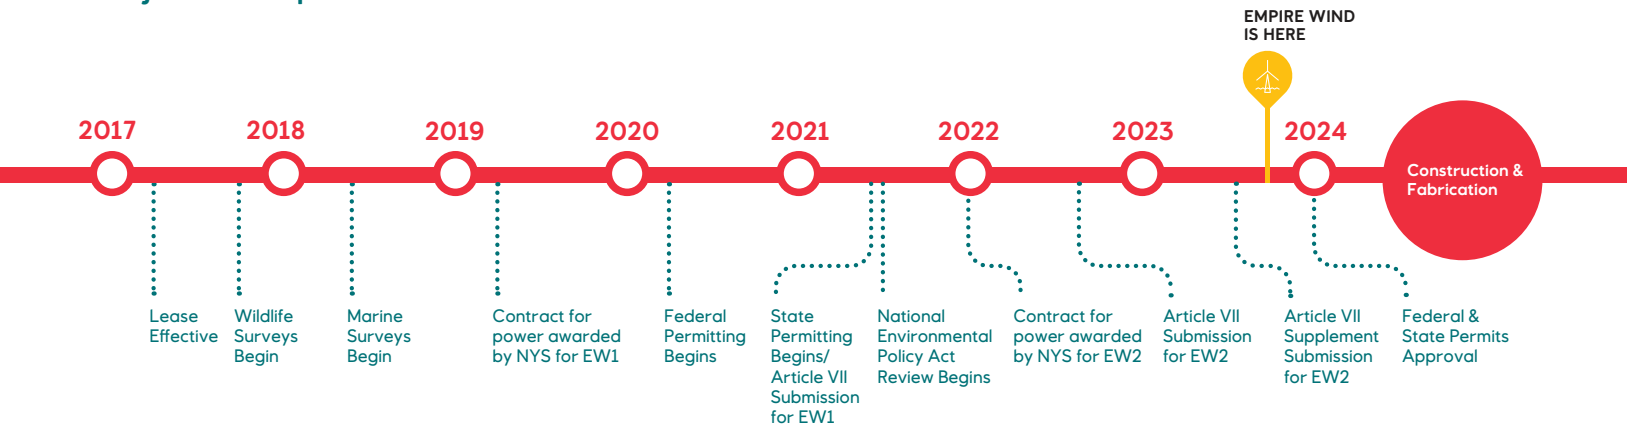 EMPIRE WIND
IS HERE
2017
2018
2019
2020
2021
2022
2023
2024
Construction &
Fabrication
Lease
Effective
Wildlife
Surveys
Begin
Marine
Surveys
Begin
Contract for
power awarded
by NYS for EW1
Federal
Permitting
Begins
State
Permitting
Begins/
Article VII
Submission
for EW1
National
Environmental
Policy Act
Review Begins
Contract for
power awarded
by NYS for EW2
Article VII
Submission
for EW2
Article VII
Supplement
Submission
for EW2
Federal &
State Permits
Approval